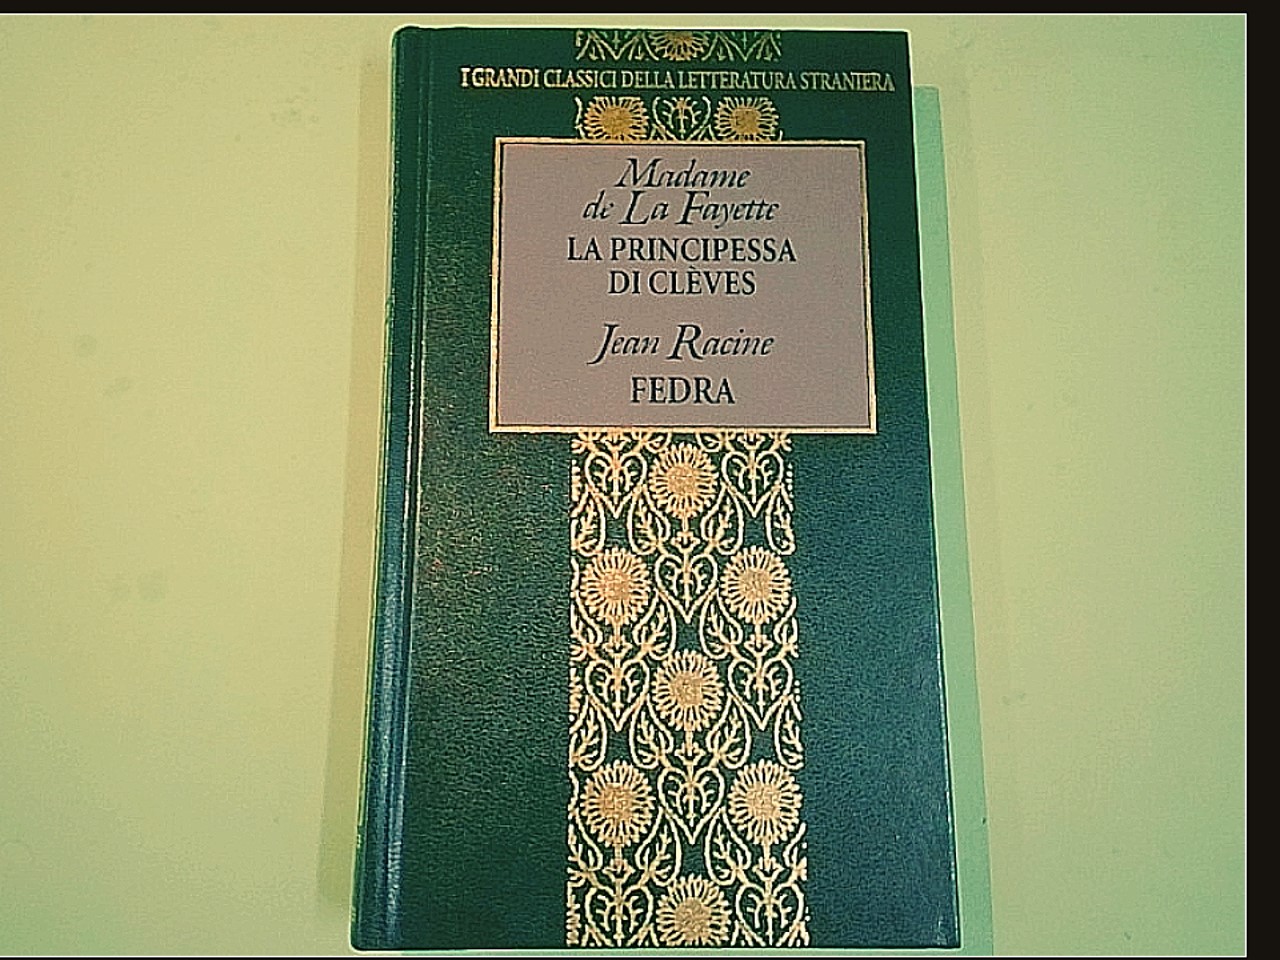 I GRANDI CLASSICI DELLA LETTERATURA STRANIERA
Madame
de La Fayette
LA PRINCIPESSA
DI CLÈVES
Jean Racine
FEDRA